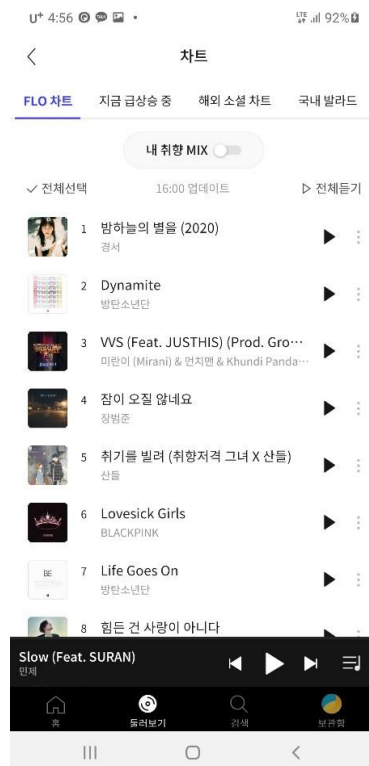 U+ 4:56
LTE 92%
차트
FLO 차트 지금 급상승 중 해외 소셜 차트 국내 발라드
내 취향 MIX
전체선택 16:00 업데이트 전체듣기
1 밤하늘의 별을 (2020)
경서
2 Dynamite
방탄소년단
3 VVS (Feat. JUSTHIS) (Prod. Gro···
미란이 (Mirani) & 먼치맨 & Khundi Panda···
4 잠이 오질 않네요
장범준
5 취기를 빌려 (취향저격 그녀 X 산들)
산들
6 Lovesick Girls
BLACKPINK
BE
7 Life Goes On
방탄소년단
8 힘든 건 사랑이 아니다
Slow (Feat. SURAN)
민제
홈 둘러보기 검색 보관함